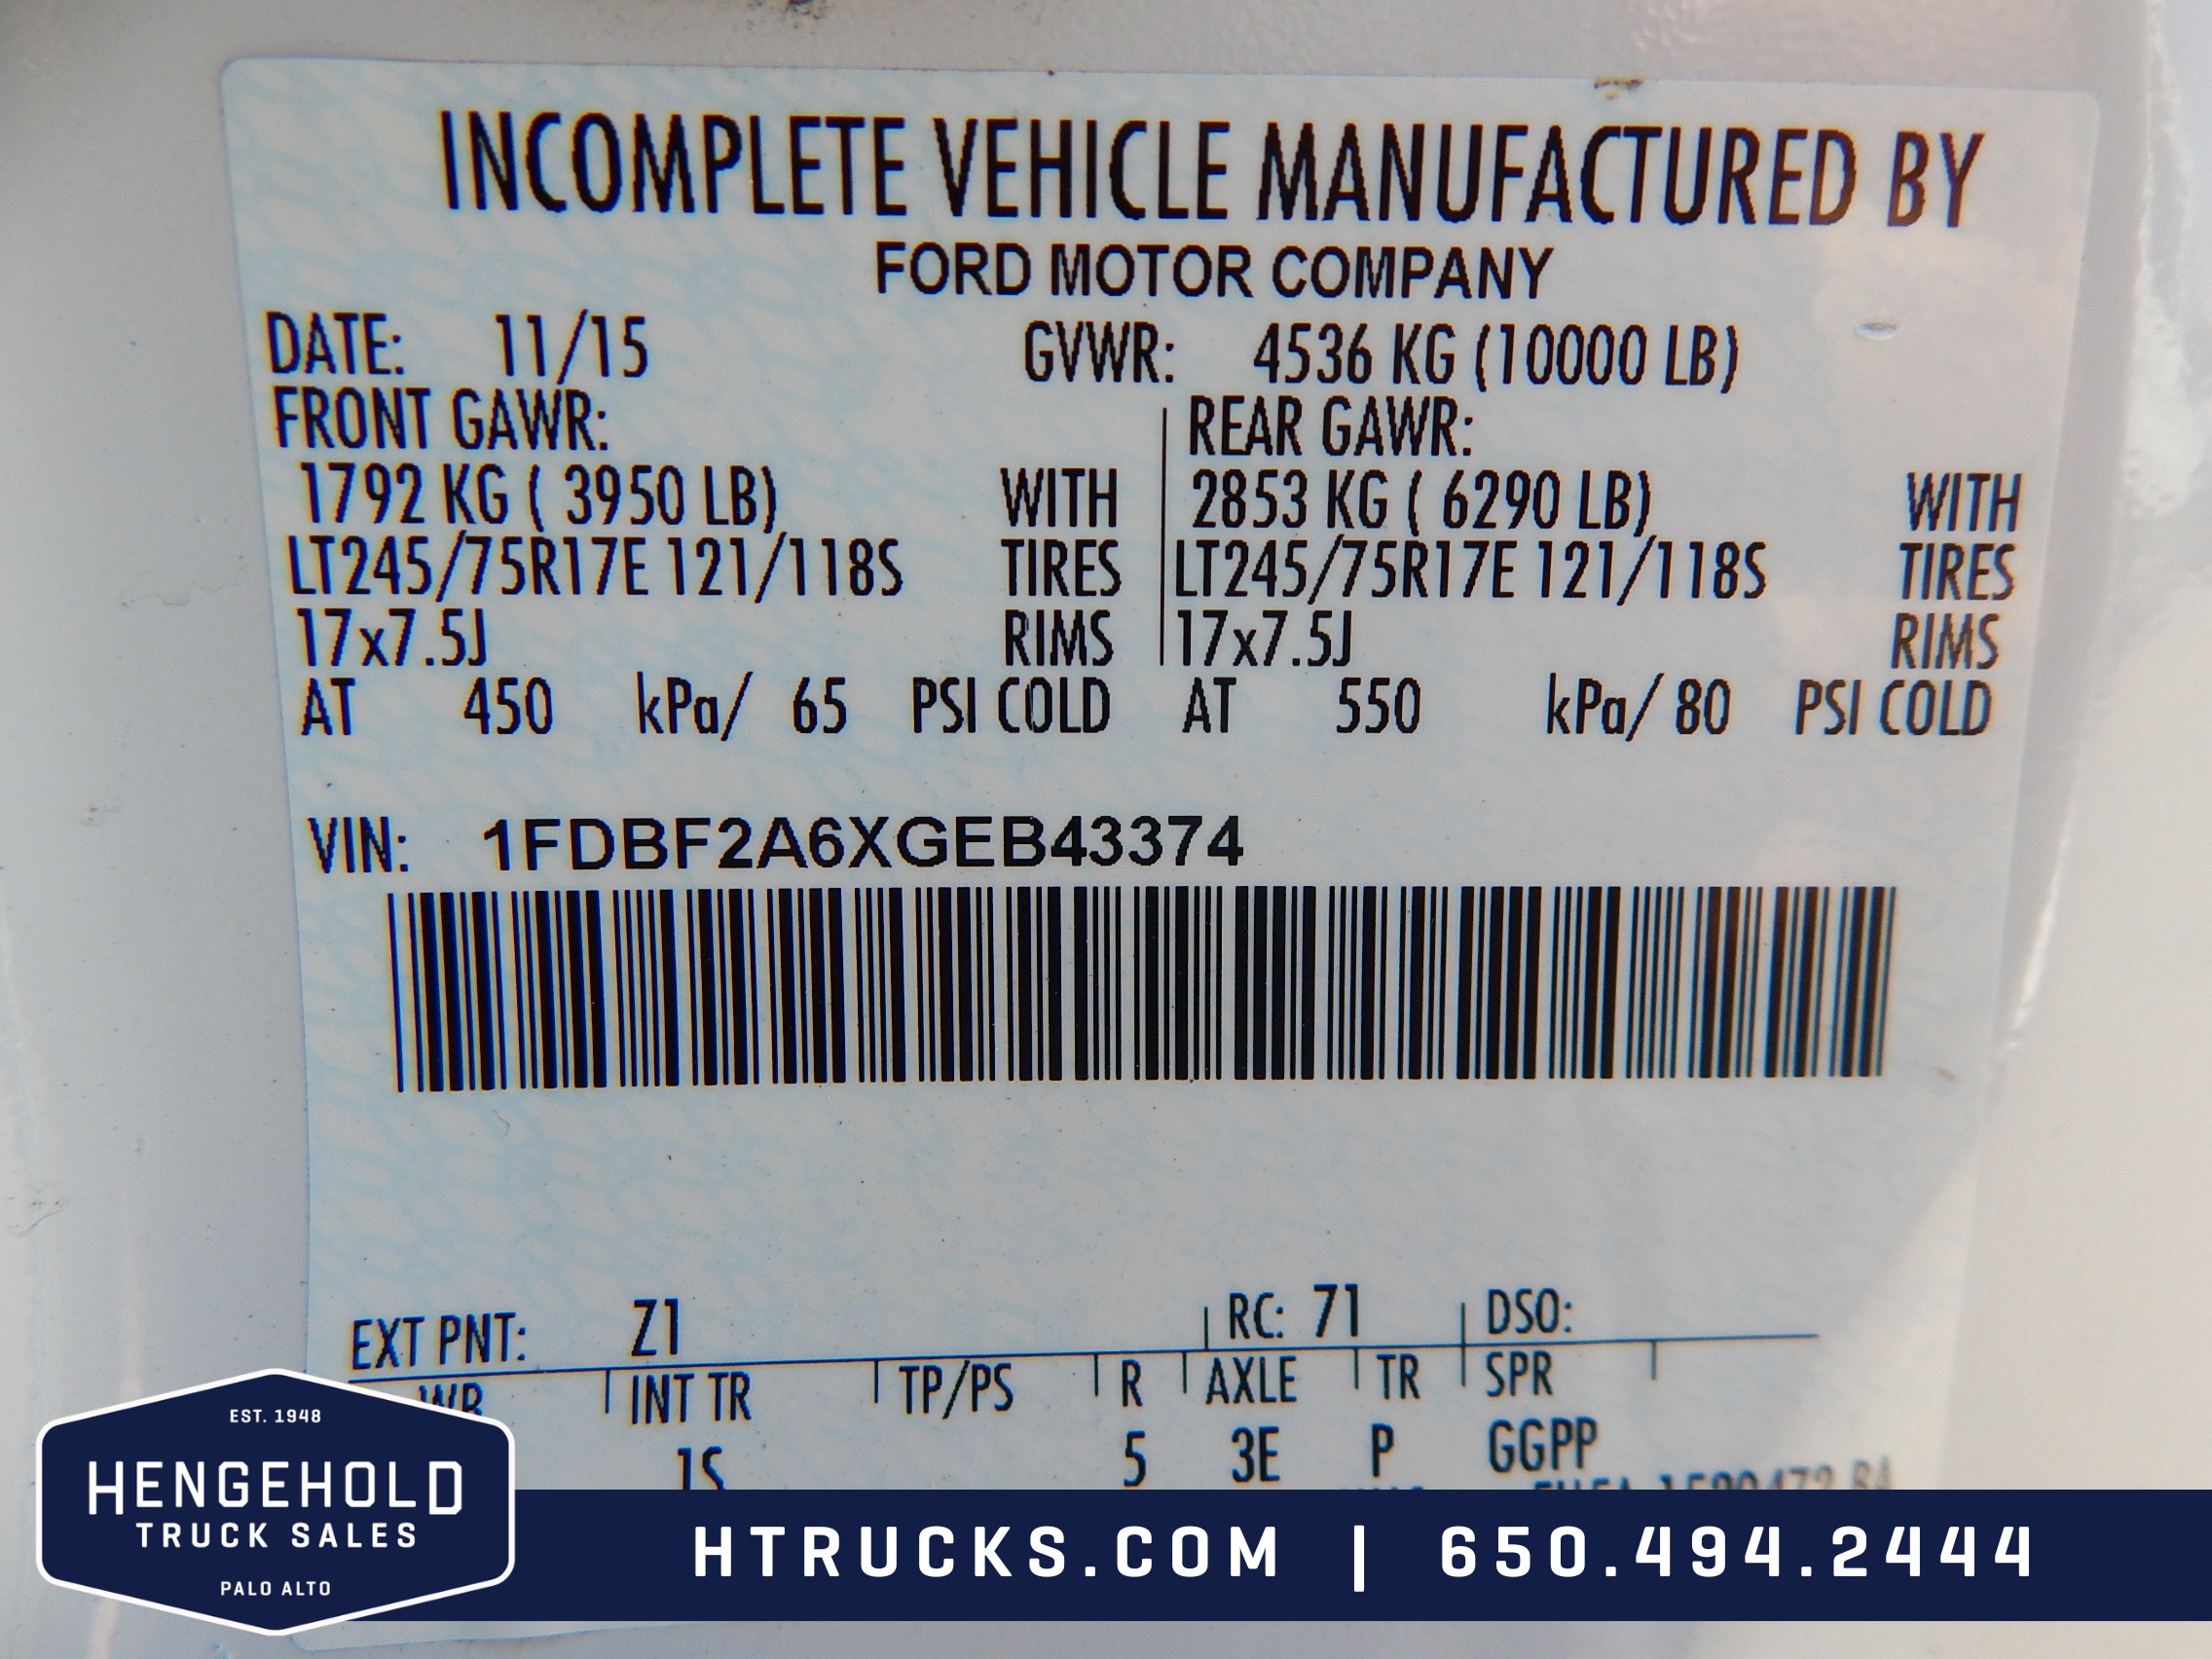 INCOMPLETE VEHICLE MANUFACTURED BY
FORD MOTOR COMPANY
DATE: 11/15 GVWR: 4536 KG (10000 LB)
FRONT GAWR: REAR GAWR:
1792 KG ( 3950 LB) WITH 2853 KG ( 6290 LB) WITH
LT245/75R17E 121/118S TIRES LT245/75R17E 121/118S TIRES
17x7.5J RIMS 17x7.5J RIMS
AT 450 kPa/ 65 PSI COLD AT 550 kPa/ 80 PSI COLD
VIN: 1FDBF2A6XGEB43374
EXT PNT: Z1 RC: 71 DSO:
WB INT TR TP/PS R AXLE TR SPR
1S 5 3E P GGPP
EST. 1948
HENGEHOLD
TRUCK SALES
PALO ALTO
HTRUCKS.COM | 650.494.2444